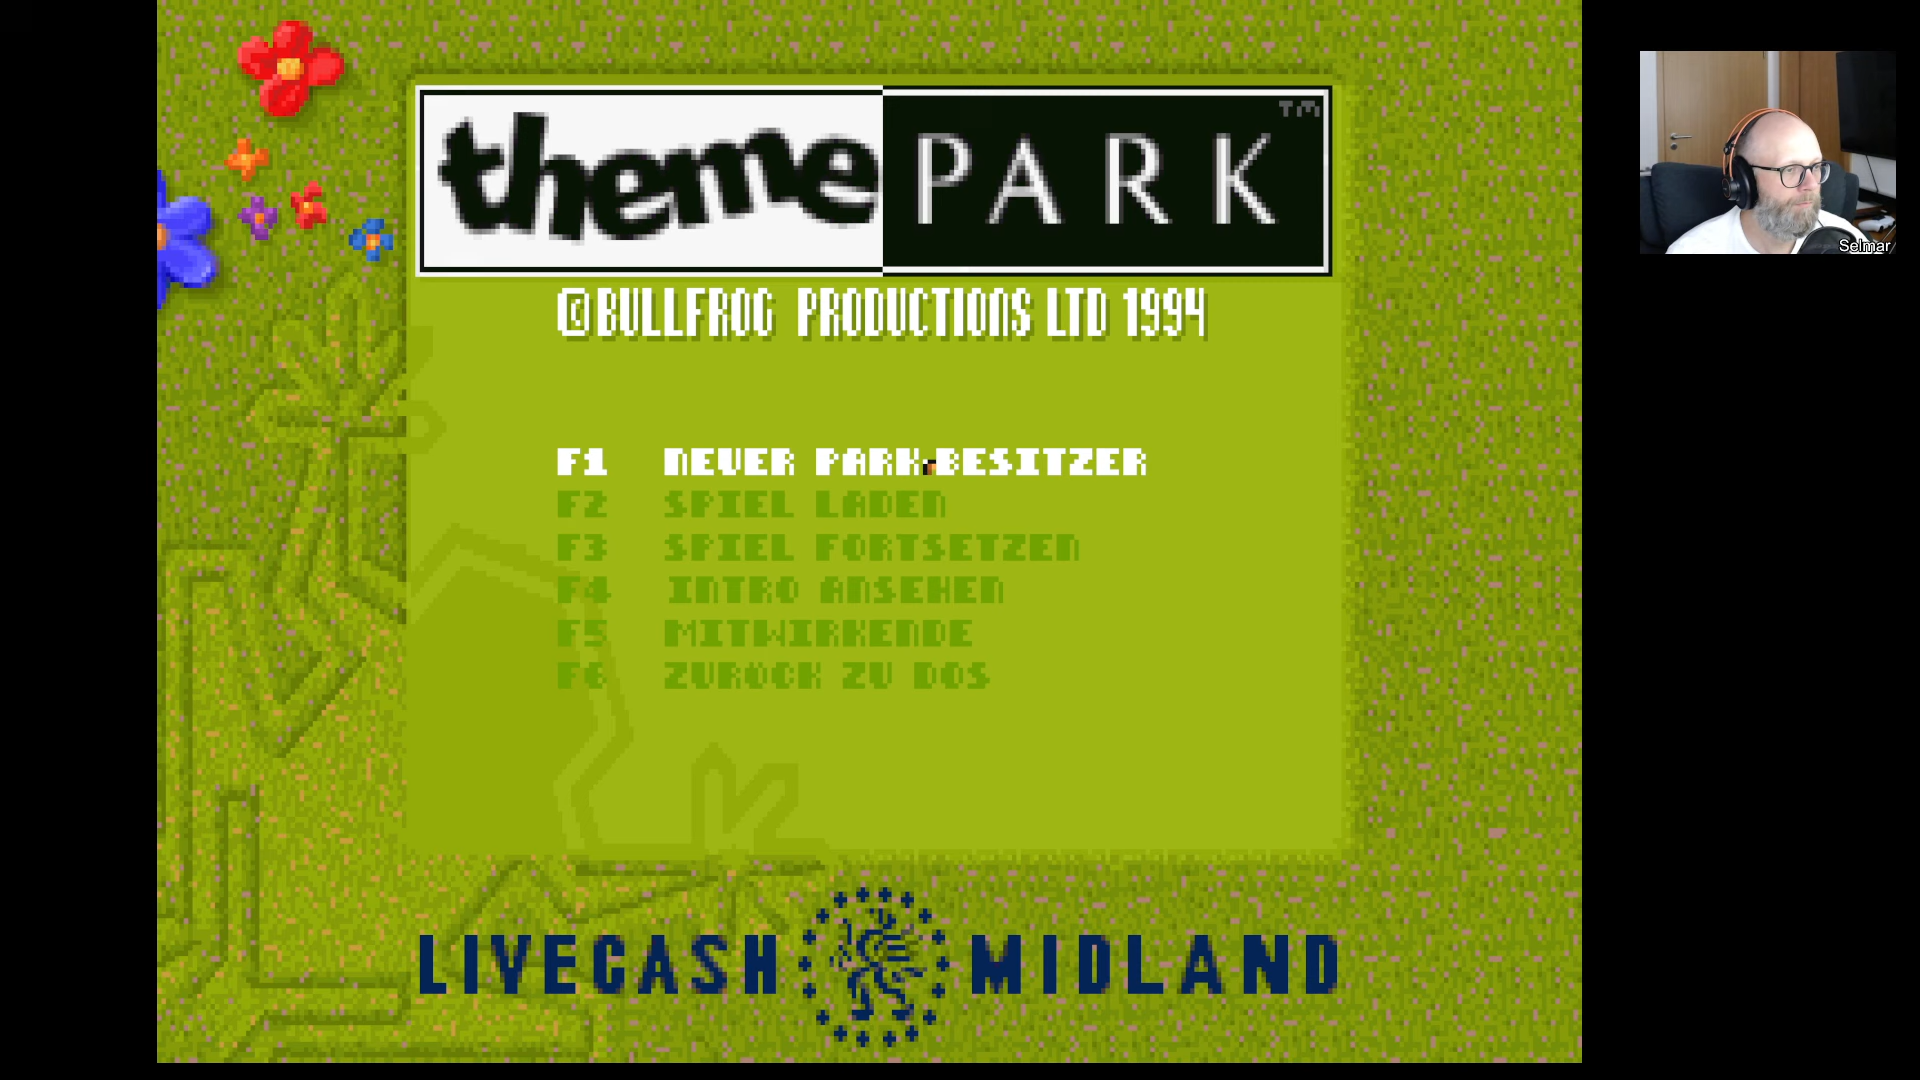 theme PARK TM
©BULLFROG PRODUCTIONS LTD 1994
F1 NEUER PARK-BESITZER
F2 SPIEL LADEN
F3 SPIEL FORTSETZEN
F4 INTRO ANSEHEN
F5 MITWIRKENDE
F6 ZURÜCK ZU DOS
LIVECASH MIDLAND
Selmar